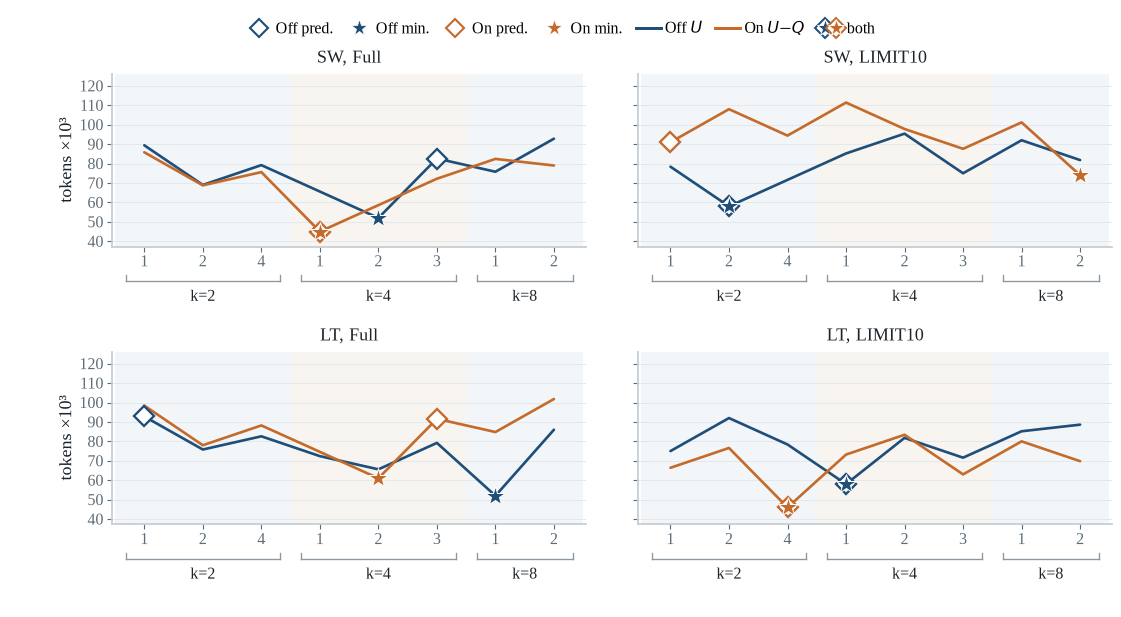 Off pred. Off min. On pred. On min. Off U On U−Q both
SW, Full
SW, LIMIT10
tokens ×10³
120
110
100
90
80
70
60
50
40
1 2 4 1 2 3 1 2
k=2 k=4 k=8
1 2 4 1 2 3 1 2
k=2 k=4 k=8
LT, Full
LT, LIMIT10
tokens ×10³
120
110
100
90
80
70
60
50
40
1 2 4 1 2 3 1 2
k=2 k=4 k=8
1 2 4 1 2 3 1 2
k=2 k=4 k=8